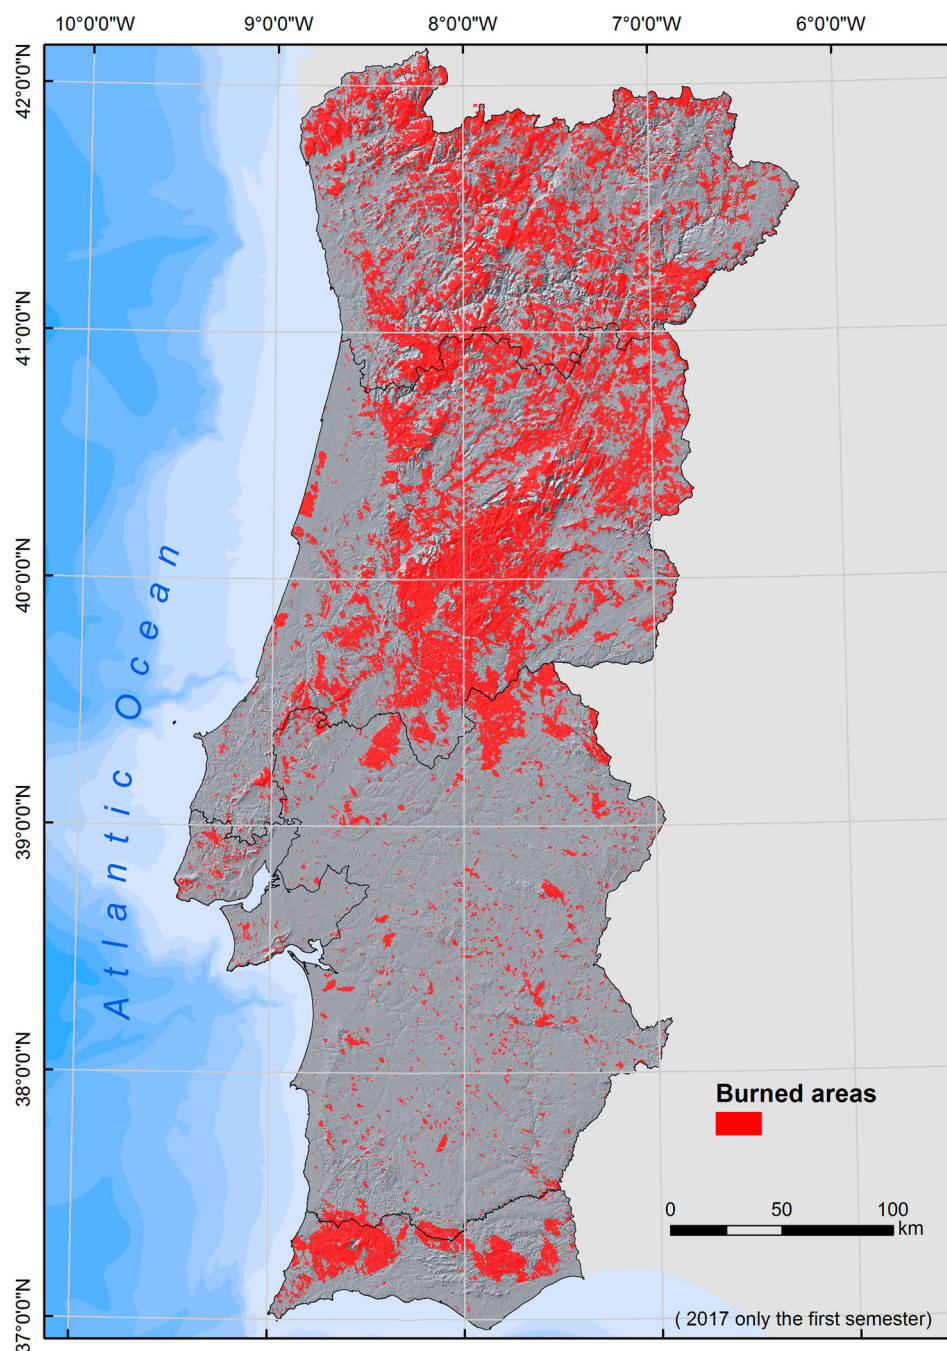 10°0'0"W 9°0'0"W 8°0'0"W 7°0'0"W 6°0'0"W
42°0'0"N
41°0'0"N
40°0'0"N
39°0'0"N
38°0'0"N
37°0'0"N
Atlantic Ocean
Burned areas
0 50 100
km
( 2017 only the first semester)